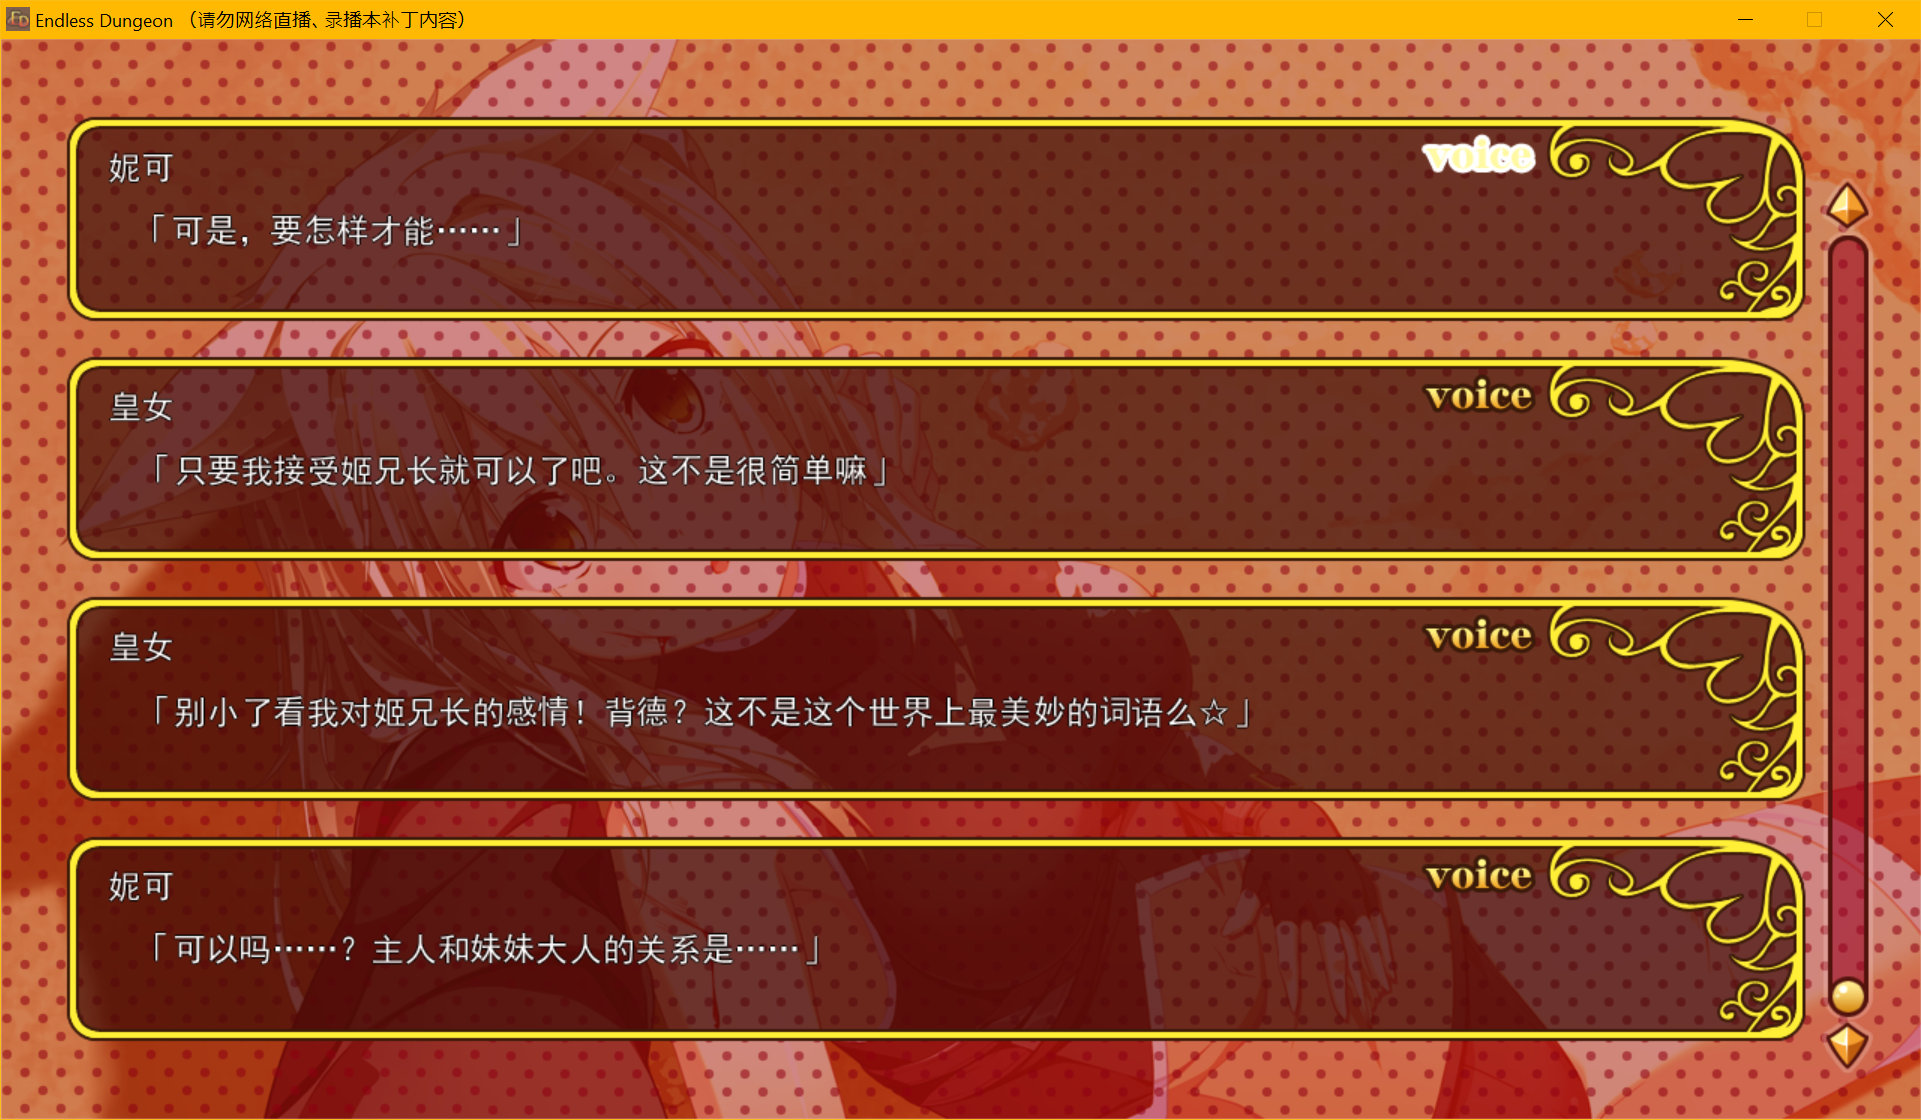 Endless Dungeon （请勿网络直播、录播本补丁内容）
妮可
voice
「可是，要怎样才能……」
皇女
voice
「只要我接受姬兄长就可以了吧。这不是很简单嘛」
皇女
voice
「别小了看我对姬兄长的感情！背德？这不是这个世界上最美妙的词语么☆」
妮可
voice
「可以吗……？主人和妹妹大人的关系是……」